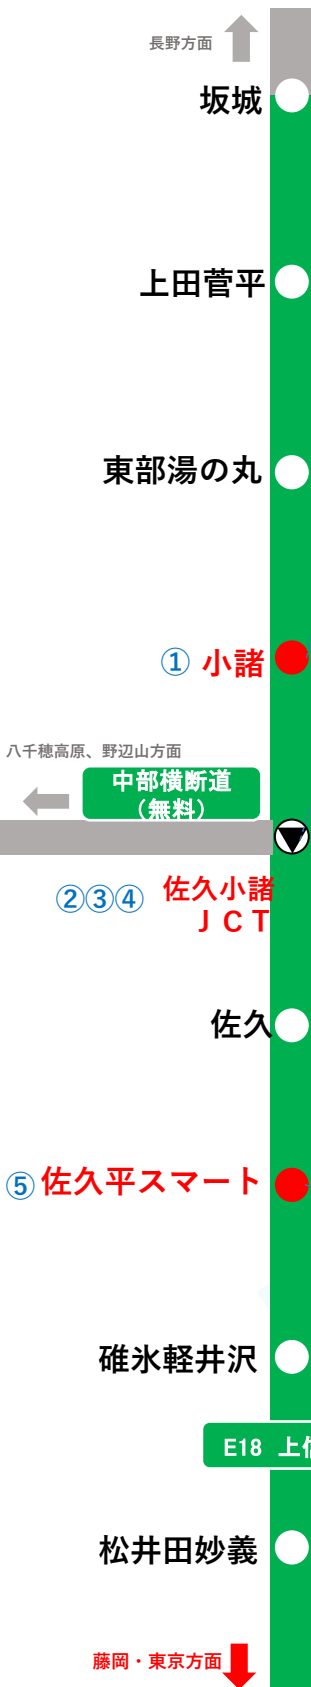 長野方面
坂城
上田菅平
東部湯の丸
① 小諸
八千穂高原、野辺山方面
中部横断道
（無料）
②③④ 佐久小諸
ＪＣＴ
佐久
⑤ 佐久平スマート
碓氷軽井沢
E18 上信
松井田妙義
藤岡・東京方面